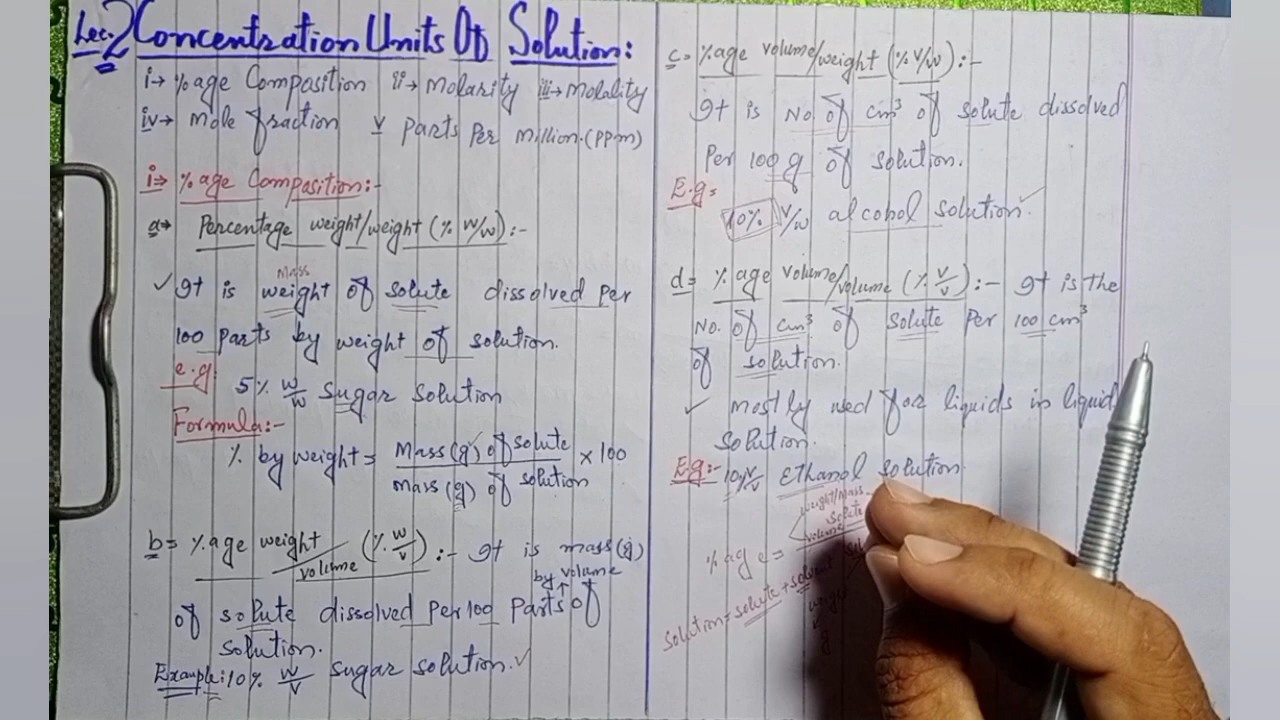 Lec.2 Concentration Units Of Solution:
i→ %age Composition ii→ Molarity iii→ Molality
iv→ Mole fraction v parts Per million.(PPm)
i→ %age Composition:-
a→ Percentage weight/weight (% W/W):-
Mass
✓ It is weight of solute dissolved Per
100 parts by weight of solution.
e.g
5% W/W Sugar Solution
Formula:-
% by weight = Mass(g) of solute / mass (g) of solution × 100
b= %age weight/volume (% W/V):- It is mass(g)
by volume
of solute dissolved Per 100 Parts of
solution.
Example: 10% W/V sugar solution. ✓
c= %age volume/weight (% V/W):-
It is No. of cm³ of solute dissolved
Per 100 g of solution.
E.g=
10% V/W alcohol solution. ✓
d= % age volume/volume (% V/V):- It is the
No. of cm³ of solute Per 100 cm³
of solution.
✓ Mostly used for liquids in liquid
solution.
E.g:- 10% V/V Ethanol solution.
weight/Mass
solute
volume
%age =
Solution = solute + solvent